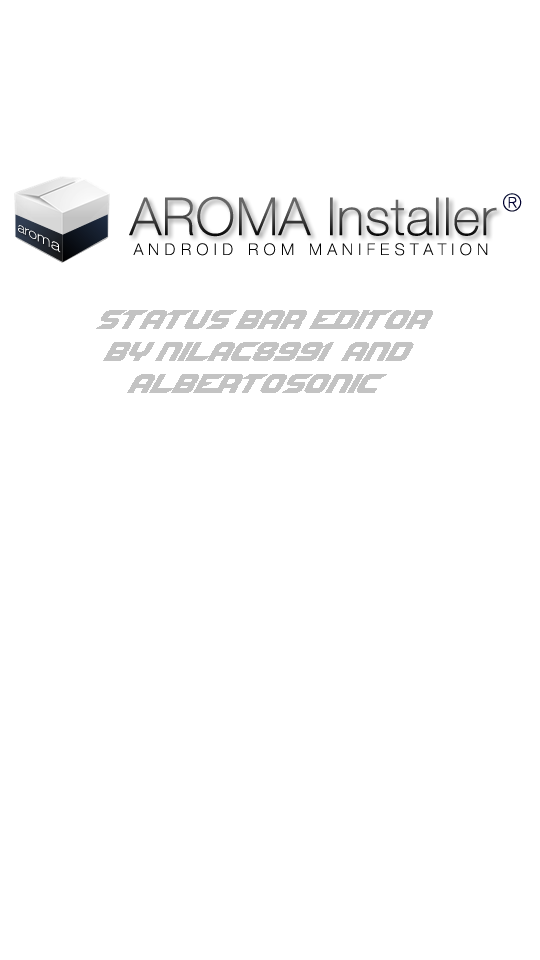 aroma
AROMA Installer®
ANDROID ROM MANIFESTATION
STATUS BAR EDITOR
BY NILAC8991 AND
ALBERTOSONIC